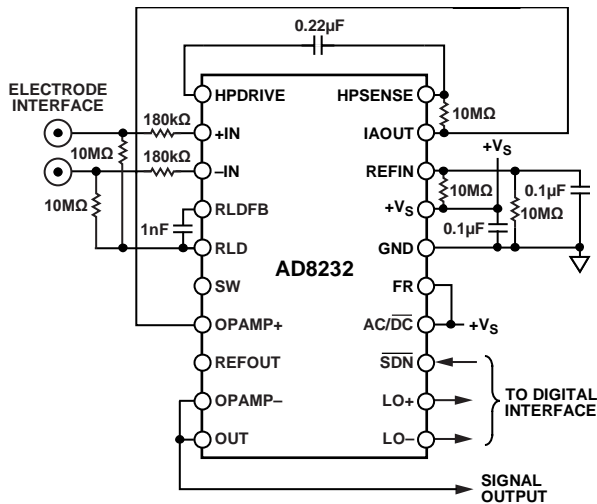 0.22µF
ELECTRODE
INTERFACE
HPDRIVE
HPSENSE
10MΩ
180kΩ
+IN
IAOUT
10MΩ
180kΩ
+VS
–IN
REFIN
10MΩ
10MΩ
0.1µF
RLDFB
+VS
0.1µF
10MΩ
1nF
RLD
GND
AD8232
SW
FR
OPAMP+
AC/DC
+VS
REFOUT
SDN
OPAMP–
LO+
TO DIGITAL
INTERFACE
OUT
LO–
SIGNAL
OUTPUT